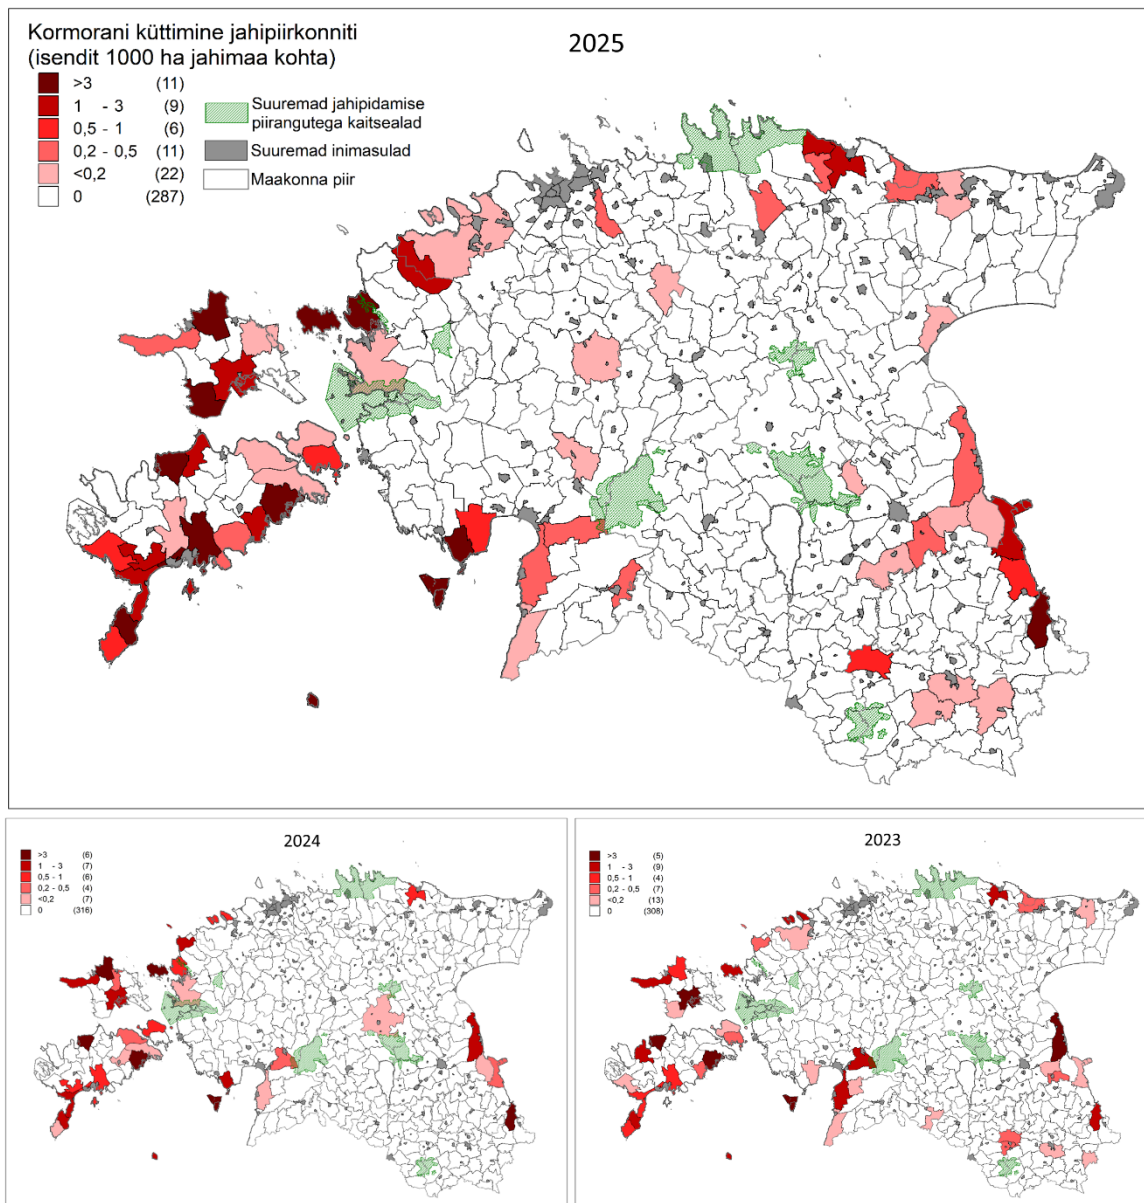 Kormorani küttimine jahipiirkonniti
(isendit 1000 ha jahimaa kohta)
2025
>3 (11)
1 - 3 (9)
0,5 - 1 (6)
0,2 - 0,5 (11)
<0,2 (22)
0 (287)
Suuremad jahipidamise
piirangutega kaitsealad
Suuremad inimasulad
Maakonna piir
2024
>3 (6)
1 - 3 (7)
0,5 - 1 (6)
0,2 - 0,5 (4)
<0,2 (7)
0 (316)
2023
>3 (5)
1 - 3 (9)
0,5 - 1 (4)
0,2 - 0,5 (7)
<0,2 (13)
0 (308)